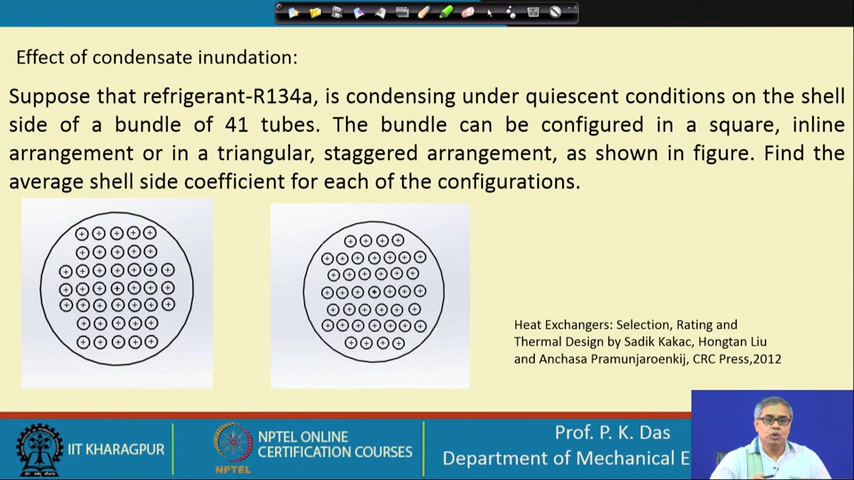 Effect of condensate inundation:
Suppose that refrigerant-R134a, is condensing under quiescent conditions on the shell
side of a bundle of 41 tubes. The bundle can be configured in a square, inline
arrangement or in a triangular, staggered arrangement, as shown in figure. Find the
average shell side coefficient for each of the configurations.
Heat Exchangers: Selection, Rating and
Thermal Design by Sadik Kakac, Hongtan Liu
and Anchasa Pramunjaroenkij, CRC Press,2012
IIT KHARAGPUR
NPTEL
NPTEL ONLINE
CERTIFICATION COURSES
Prof. P. K. Das
Department of Mechanical E